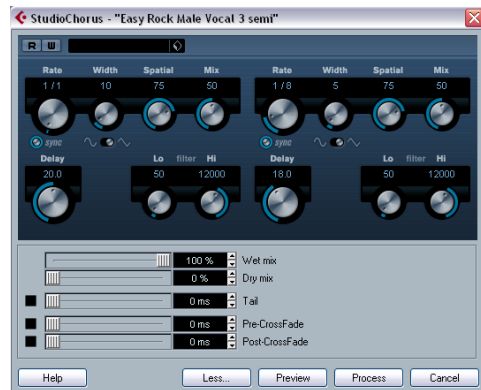 StudioChorus - "Easy Rock Male Vocal 3 semi"
R W
Rate Width Spatial Mix Rate Width Spatial Mix
1 / 1 10 75 50 1 / 8 5 75 50
sync sync
Delay Lo filter Hi Delay Lo filter Hi
20.0 50 12000 18.0 50 12000
100 % Wet mix
0 % Dry mix
0 ms Tail
0 ms Pre-CrossFade
0 ms Post-CrossFade
Help Less... Preview Process Cancel